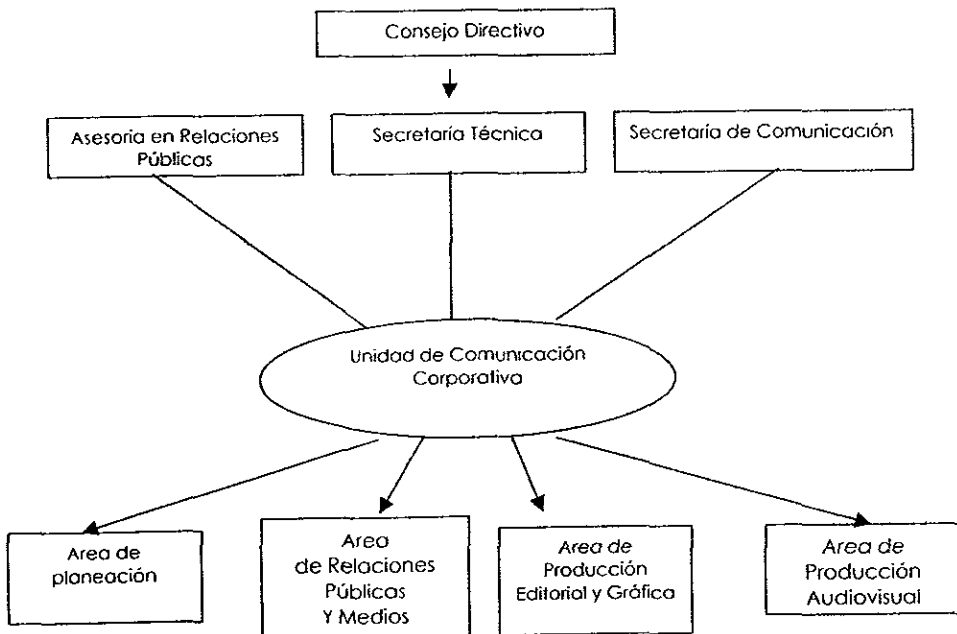 Consejo Directivo
Asesoría en Relaciones
Públicas
Secretaría Técnica
Secretaría de Comunicación
Unidad de Comunicación
Corporativa
Area de
planeación
Area
de Relaciones
Públicas
Y Medios
Area de
Producción
Editorial y Gráfica
Area de
Producción
Audiovisual